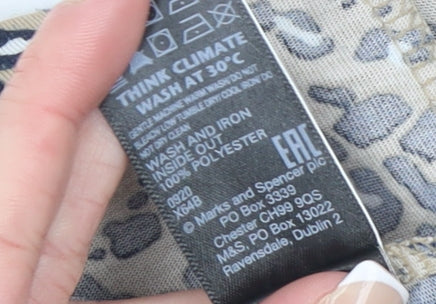 THINK CLIMATE
WASH AT 30°C
GENTLE MACHINE WARM WASH DO NOT
BLEACH LOW TUMBLE DRY COOL IRON DO
NOT DRY CLEAN
WASH AND IRON
INSIDE OUT
100% POLYESTER
0920
X64B
EAC
© Marks and Spencer plc
PO Box 3339
Chester CH99 9QS
M&S, PO Box 13022
Ravensdale, Dublin 2